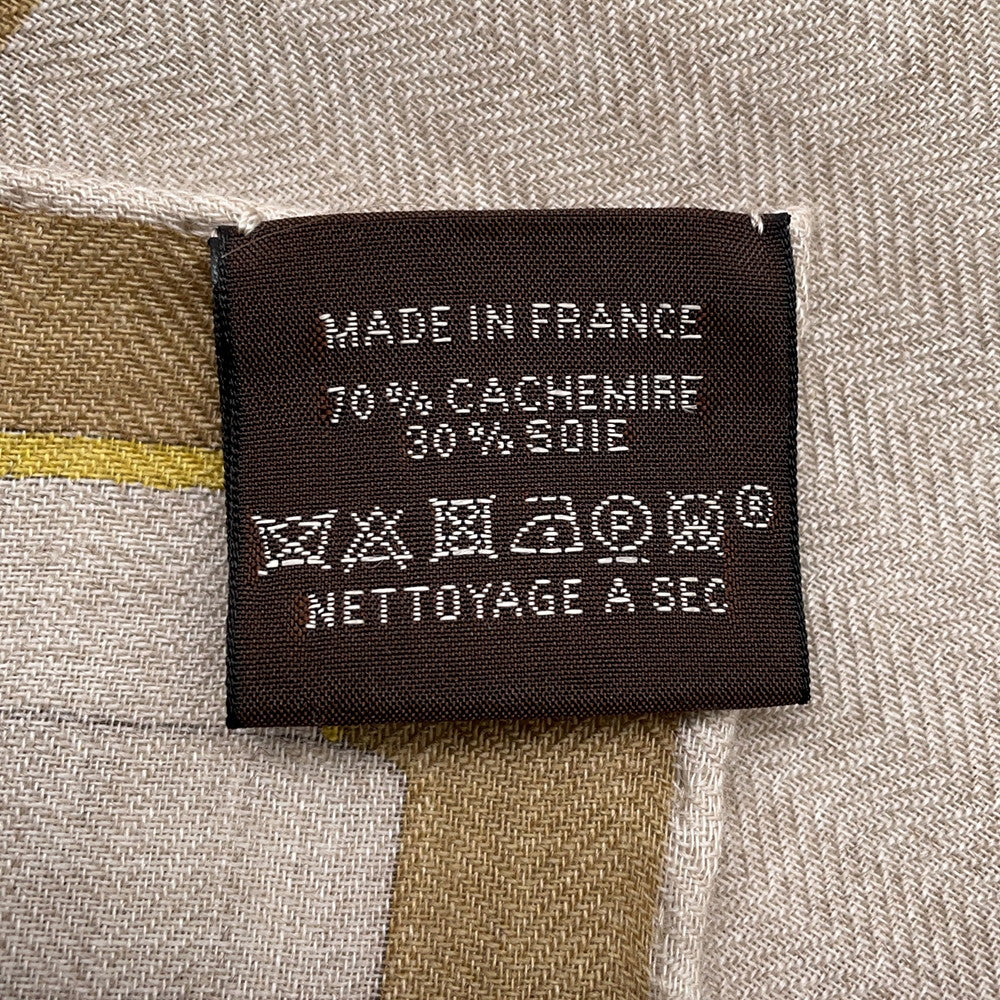 MADE IN FRANCE
70 % CACHEMIRE
30 % SOIE
P ®
NETTOYAGE A SEC